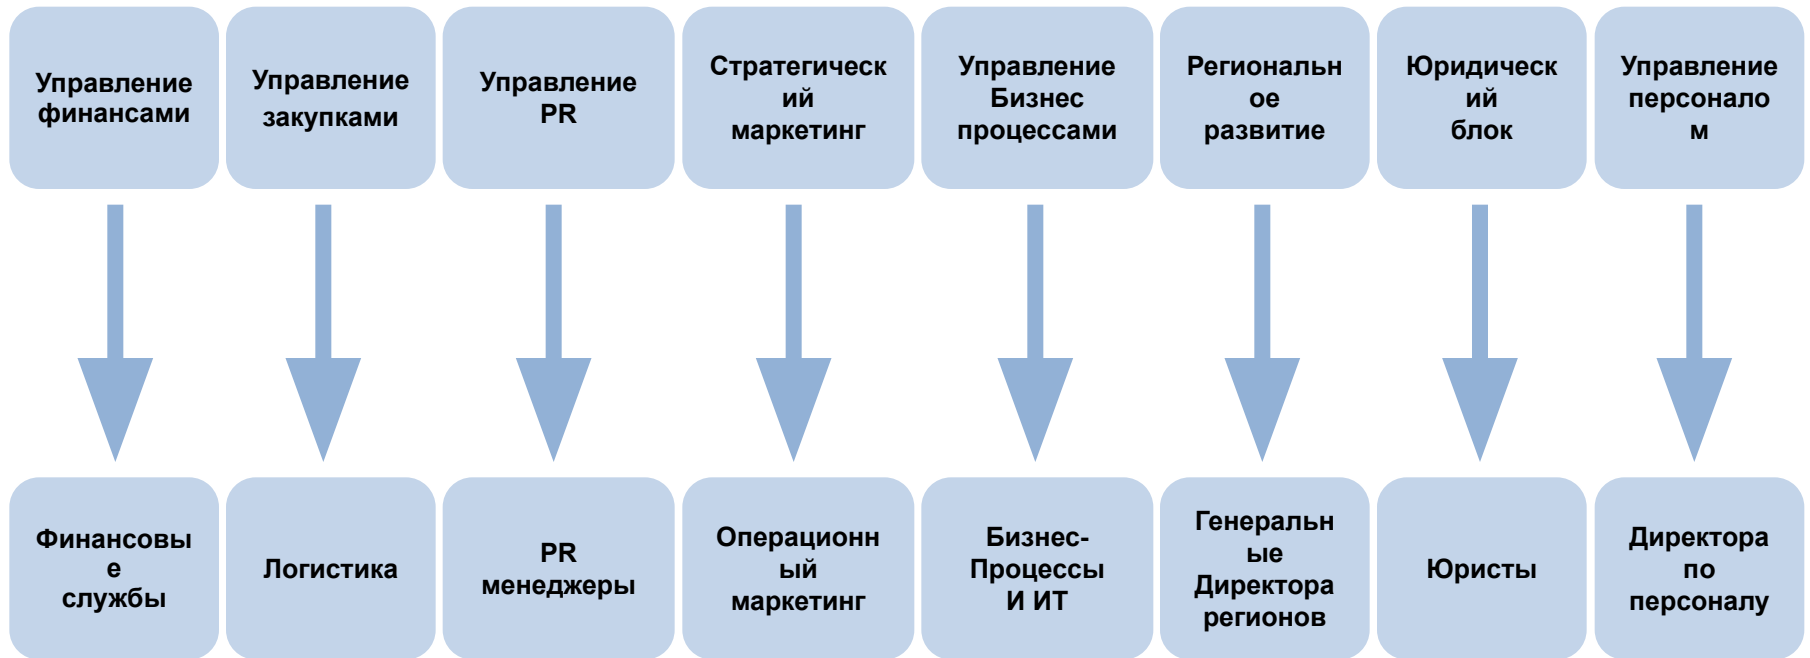 Управление
финансами
Управление
закупками
Управление
PR
Стратегическ
ий
маркетинг
Управление
Бизнес
процессами
Региональн
ое
развитие
Юридическ
ий
блок
Управление
персонало
м
Финансовы
е
службы
Логистика
PR
менеджеры
Операционн
ый
маркетинг
Бизнес-
Процессы
И ИТ
Генеральн
ые
Директора
регионов
Юристы
Директора
по
персоналу